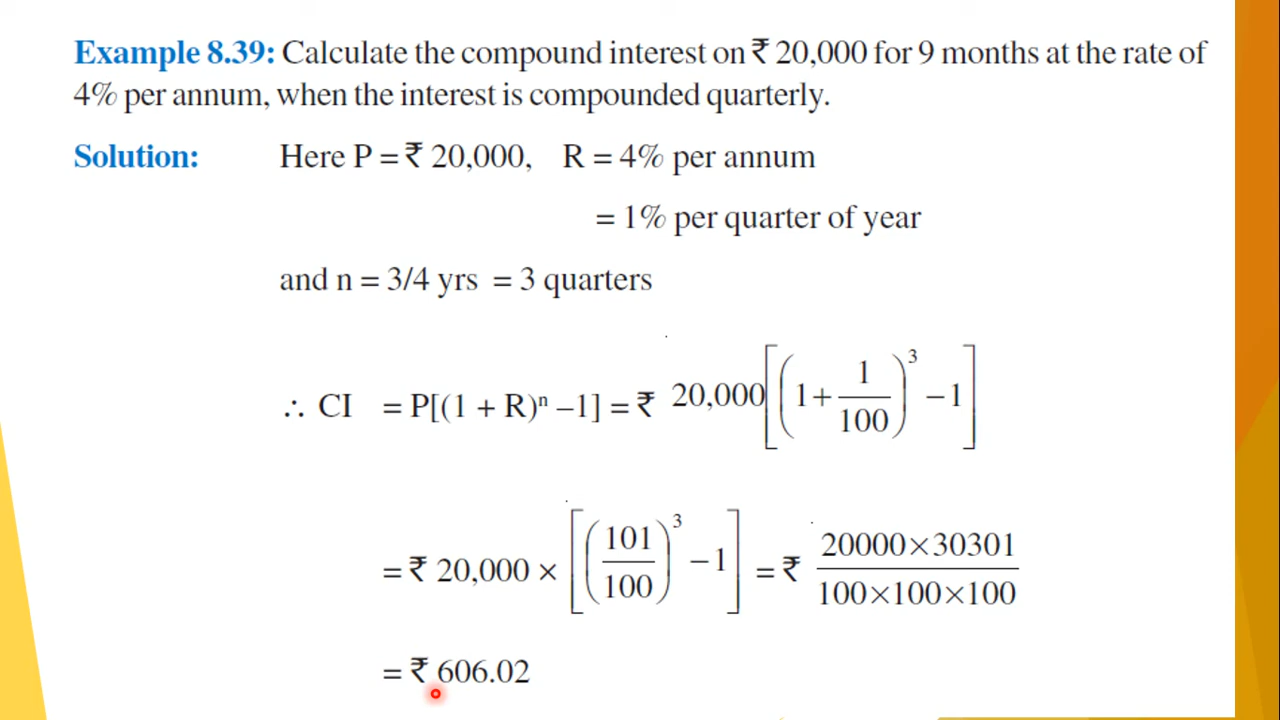 Example 8.39: Calculate the compound interest on ₹ 20,000 for 9 months at the rate of
4% per annum, when the interest is compounded quarterly.
Solution: Here P = ₹ 20,000, R = 4% per annum
= 1% per quarter of year
and n = 3/4 yrs = 3 quarters
∴ CI = P[(1 + R)ⁿ –1] = ₹ 20,000[(1+1/100)³ −1]
= ₹ 20,000 × [(101/100)³ −1] = ₹ 20000×30301/100×100×100
= ₹ 606.02